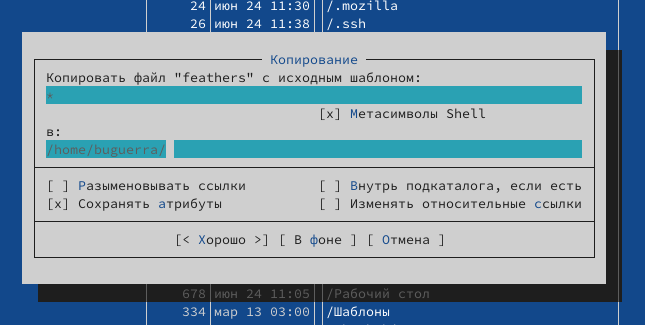 24 июн 24 11:30 /.mozilla
26 июн 24 11:38 /.ssh
Копирование
Копировать файл "feathers" с исходным шаблоном:
*
[x] Метасимволы Shell
в:
/home/buguerra/
[ ] Разыменовывать ссылки [ ] Внутрь подкаталога, если есть
[x] Сохранять атрибуты [ ] Изменять относительные ссылки
[< Хорошо >] [ В фоне ] [ Отмена ]
678 июн 24 11:05 /Рабочий стол
334 мар 13 03:00 /Шаблоны